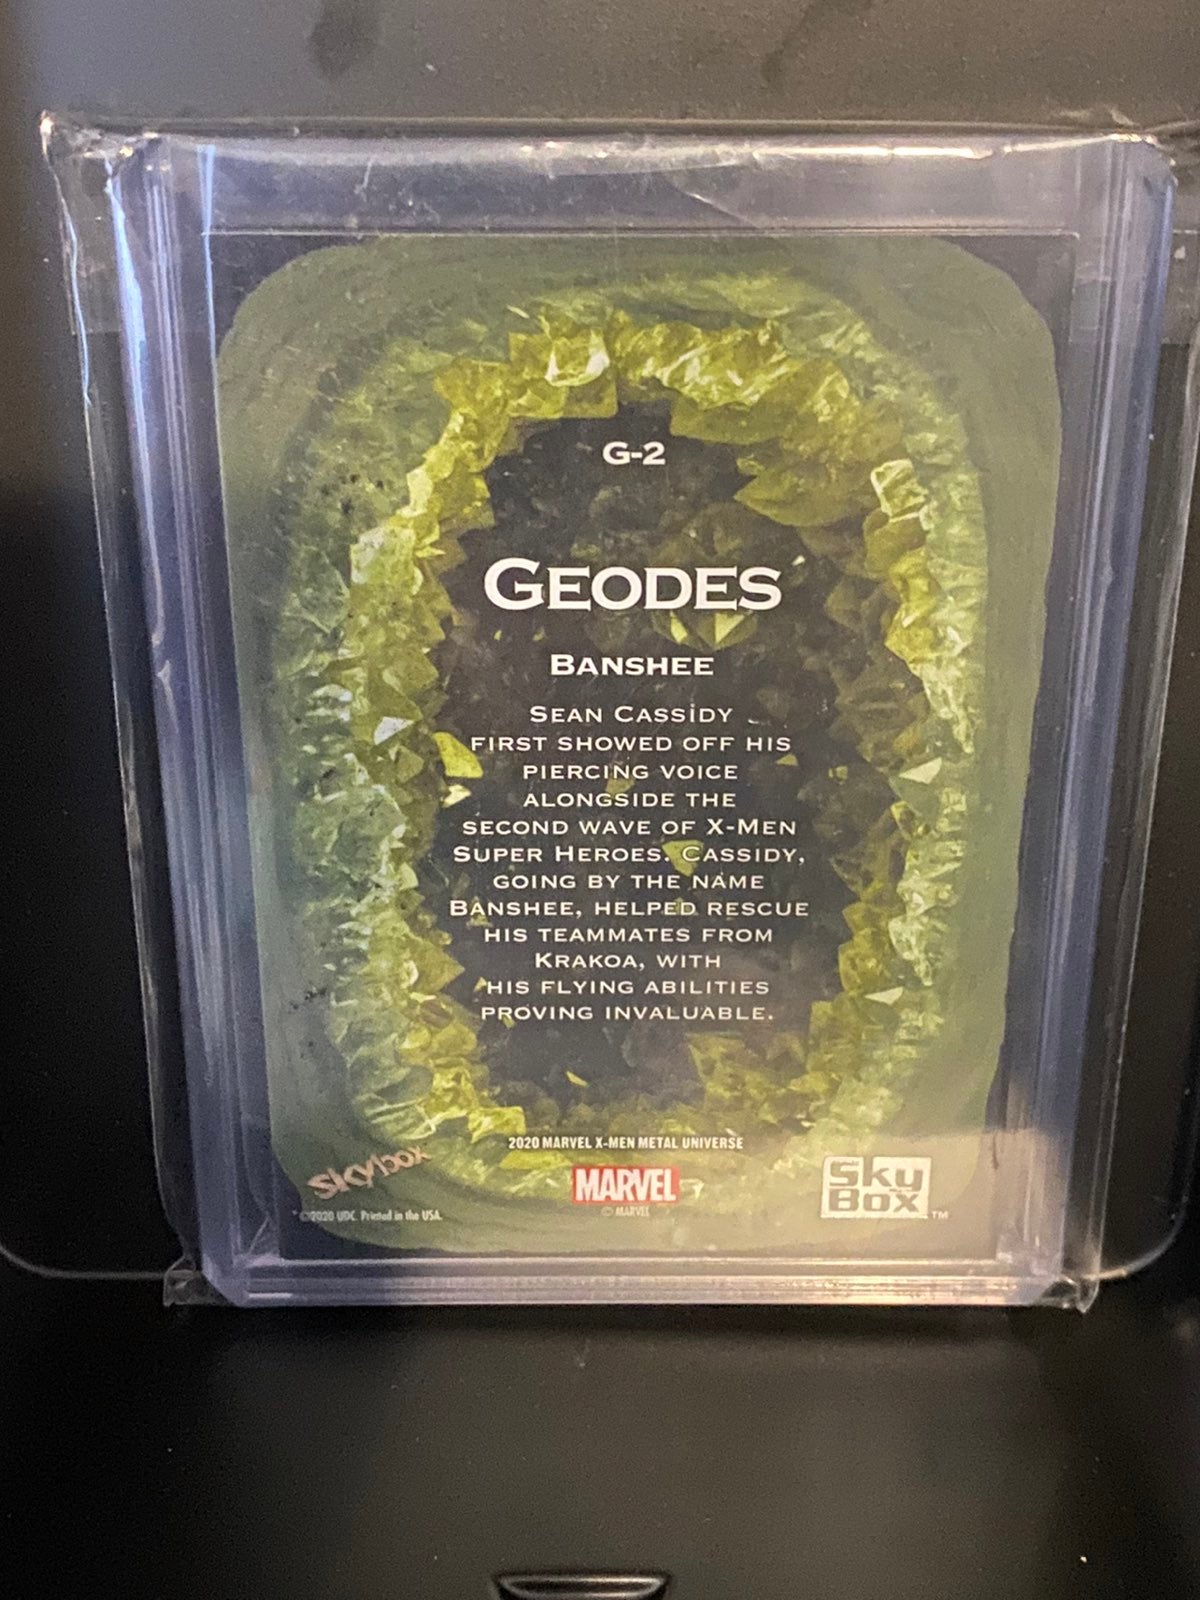 G-2
GEODES
BANSHEE
SEAN CASSIDY
FIRST SHOWED OFF HIS
PIERCING VOICE
ALONGSIDE THE
SECOND WAVE OF X-MEN
SUPER HEROES. CASSIDY,
GOING BY THE NAME
BANSHEE, HELPED RESCUE
HIS TEAMMATES FROM
KRAKOA, WITH
HIS FLYING ABILITIES
PROVING INVALUABLE.
2020 MARVEL X-MEN METAL UNIVERSE
skybox
MARVEL
Sky Box ™
©2020 UDC. Printed in the USA.
© MARVEL